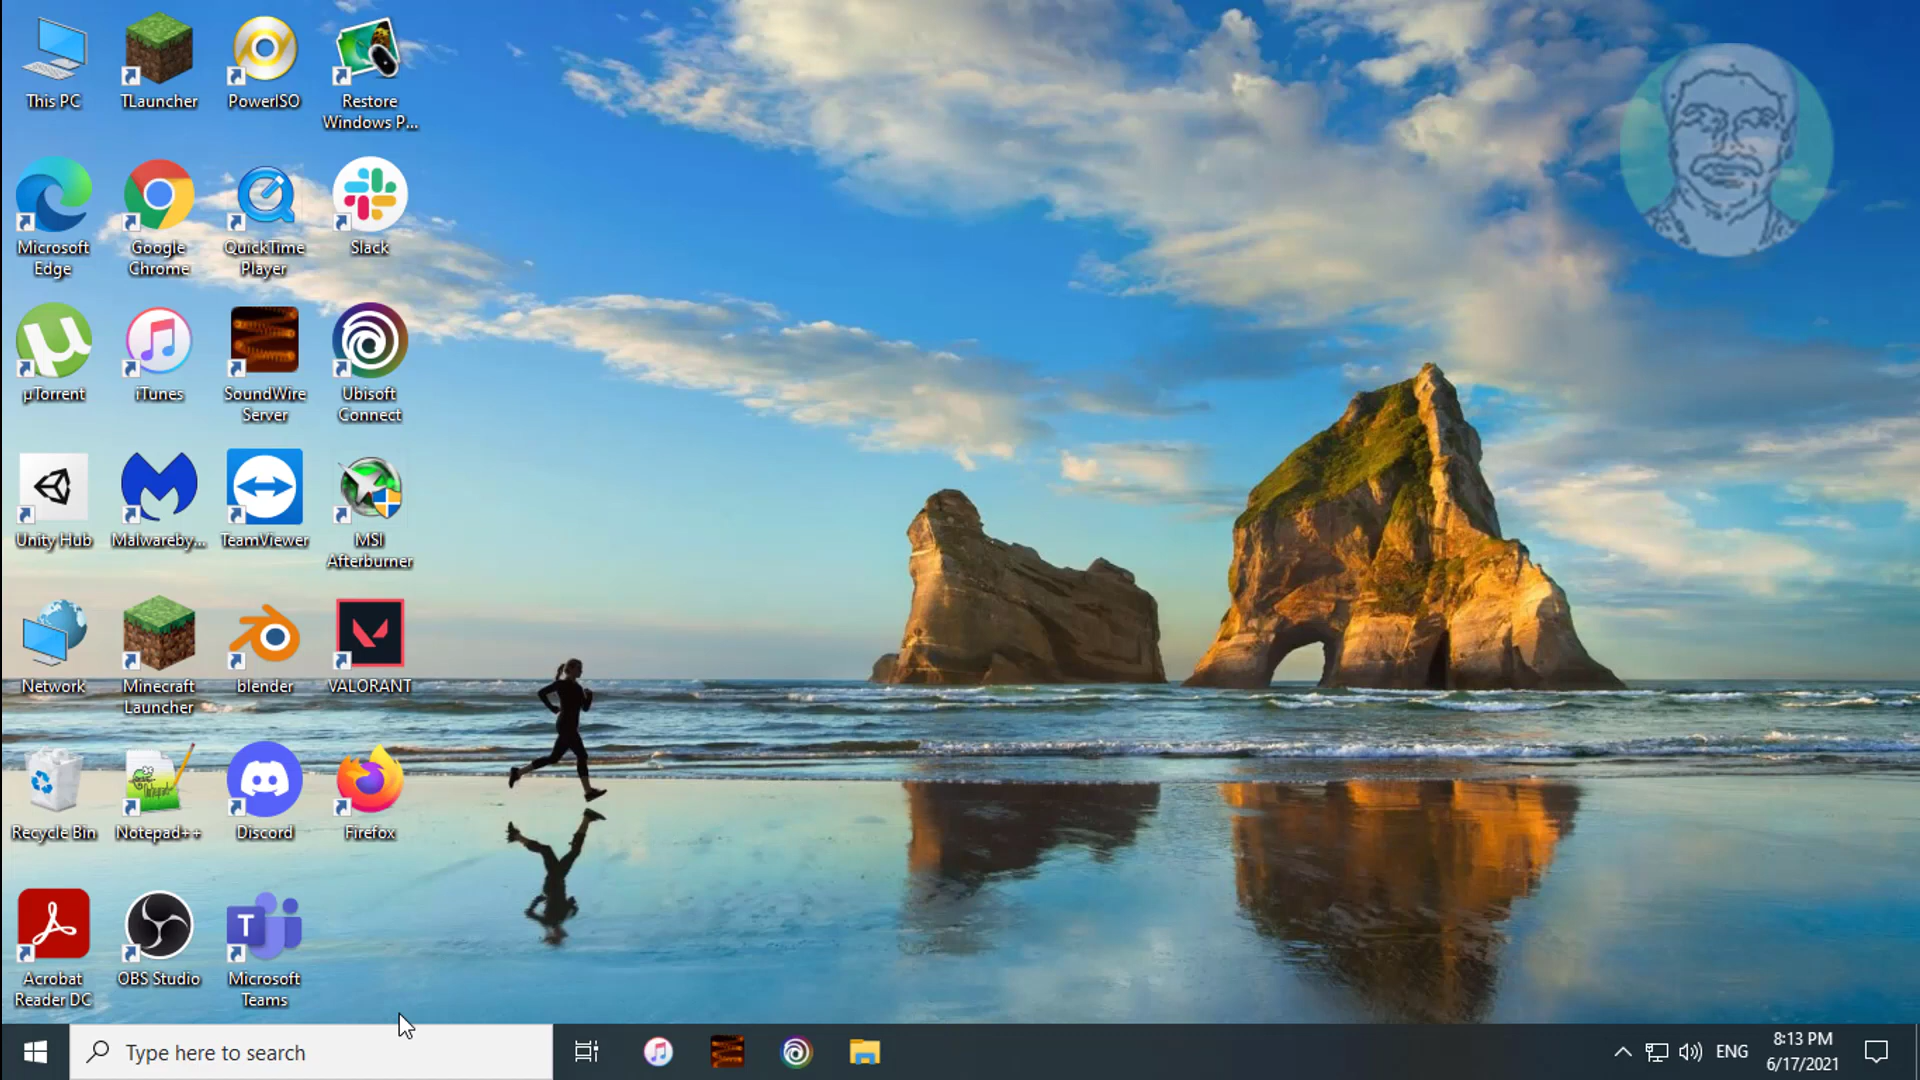 This PC
TLauncher
PowerISO
Restore
Windows P...
Microsoft
Edge
Google
Chrome
QuickTime
Player
Slack
µTorrent
iTunes
SoundWire
Server
Ubisoft
Connect
Unity Hub
Malwareby...
TeamViewer
MSI
Afterburner
Network
Minecraft
Launcher
blender
VALORANT
Recycle Bin
Notepad++
Discord
Firefox
Acrobat
Reader DC
OBS Studio
T
Microsoft
Teams
Type here to search
ENG
8:13 PM
6/17/2021